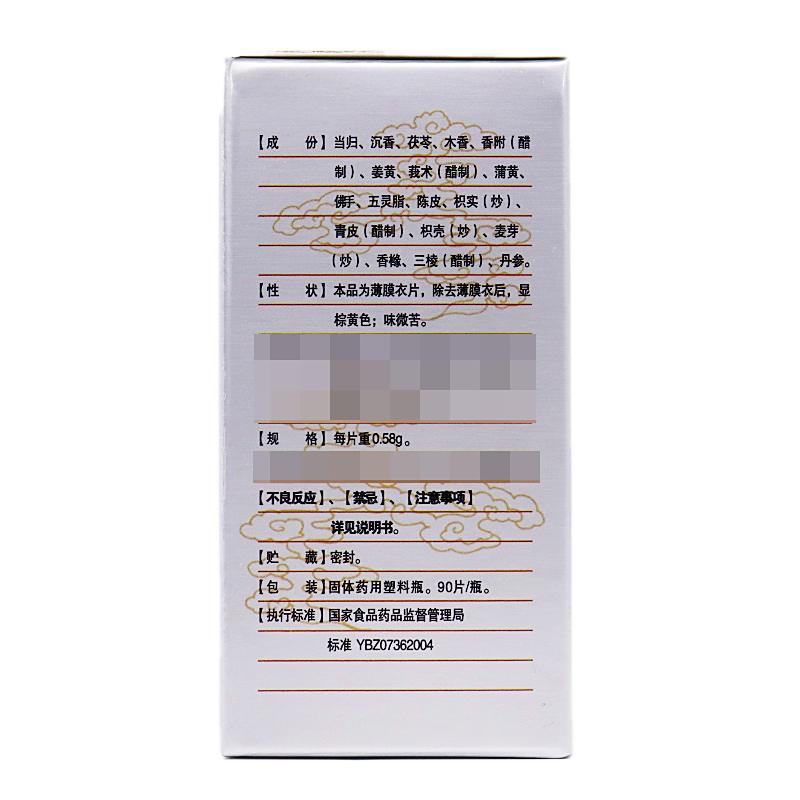 【成 份】当归、沉香、茯苓、木香、香附（醋
制）、姜黄、莪术（醋制）、蒲黄、
佛手、五灵脂、陈皮、枳实（炒）、
青皮（醋制）、枳壳（炒）、麦芽
（炒）、香橼、三棱（醋制）、丹参。
【性 状】本品为薄膜衣片，除去薄膜衣后，显
棕黄色；味微苦。
【规 格】每片重0.58g。
【不良反应】、【禁忌】、【注意事项】
详见说明书。
【贮 藏】密封。
【包 装】固体药用塑料瓶。90片/瓶。
【执行标准】国家食品药品监督管理局
标准 YBZ07362004